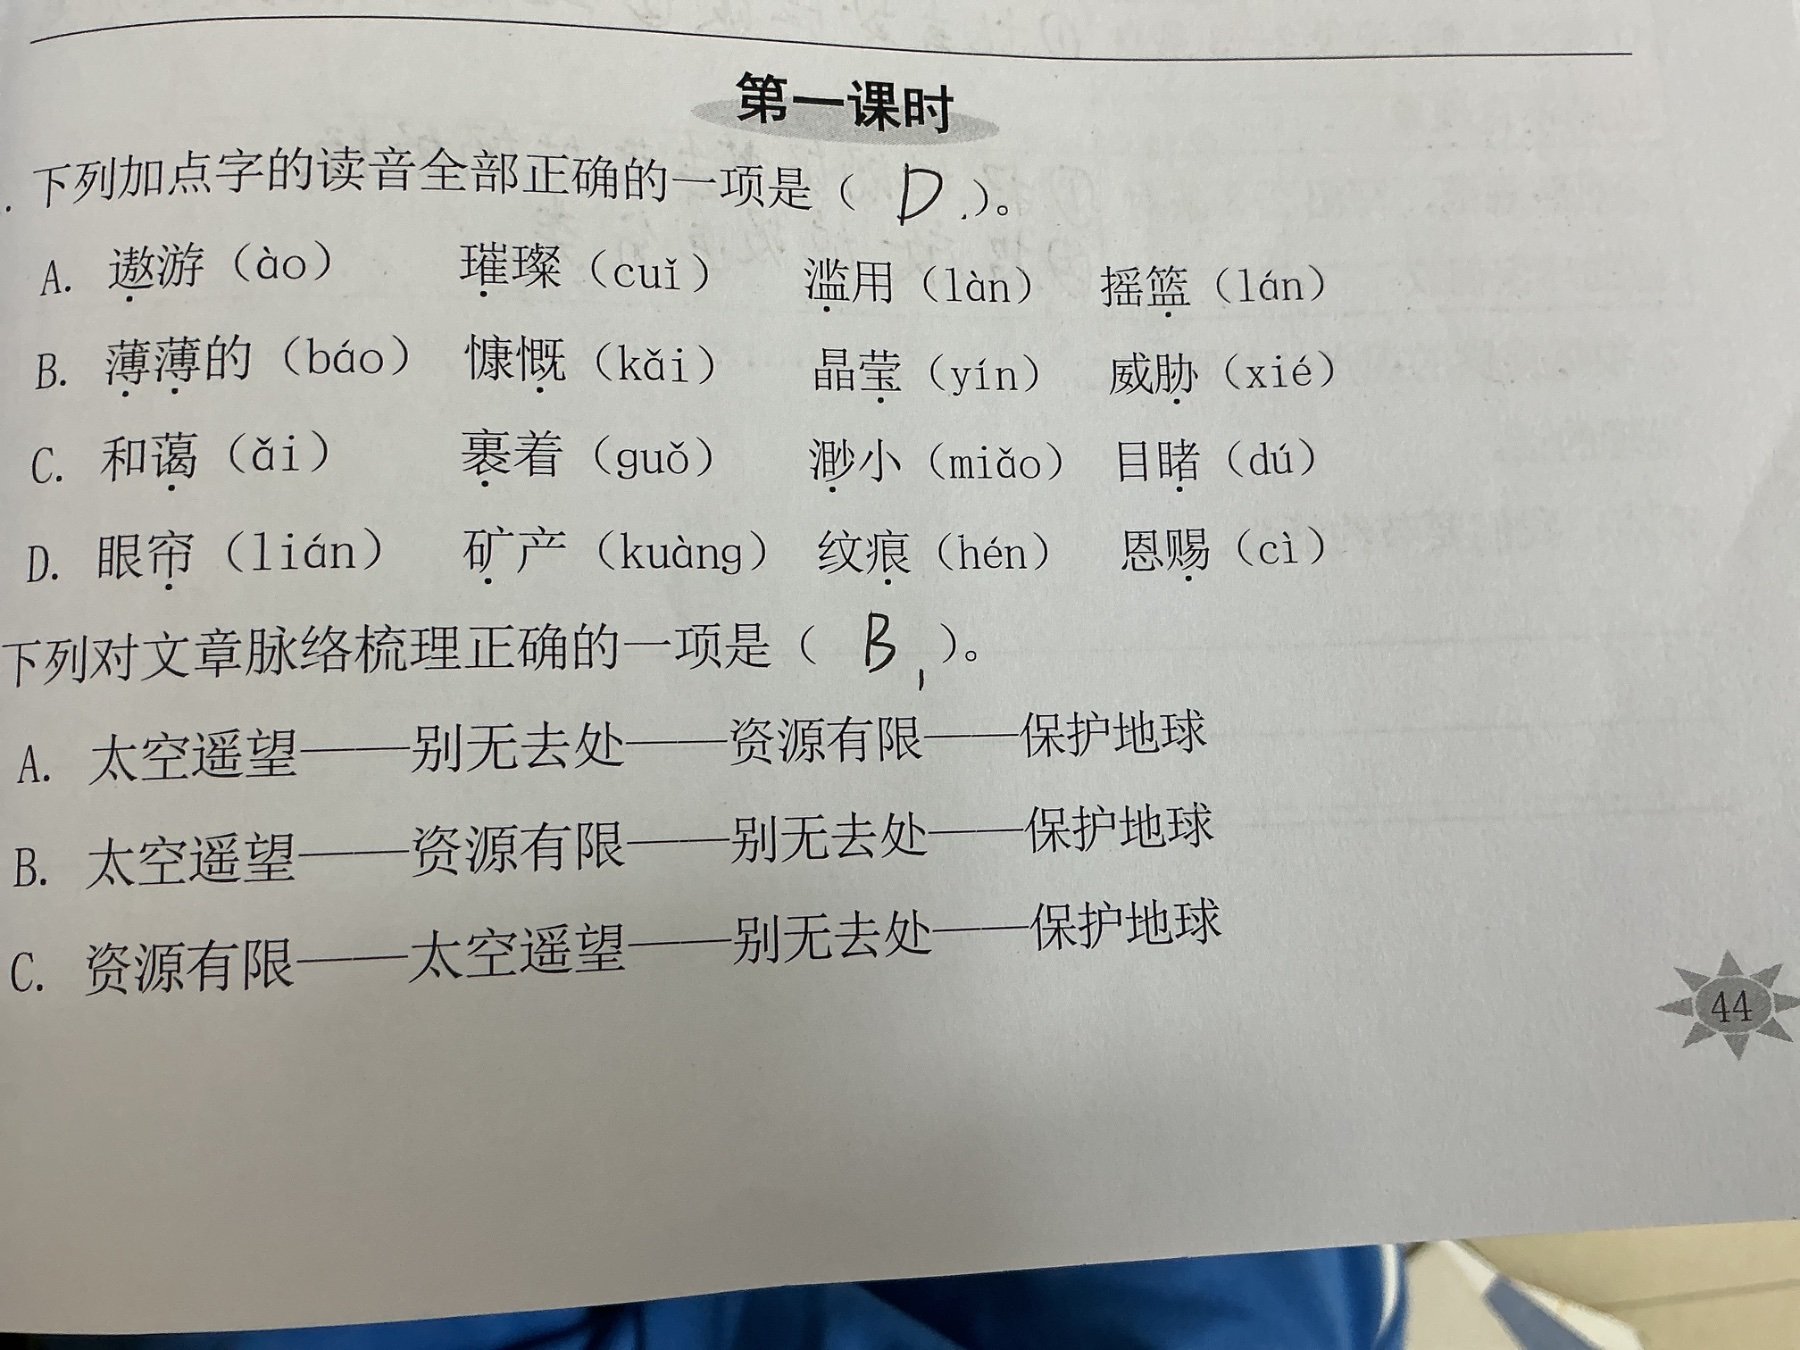 第一课时
. 下列加点字的读音全部正确的一项是（ D ）。
A. 遨游（ào） 璀璨（cuǐ） 滥用（làn） 摇篮（lán）
B. 薄薄的（báo） 慷慨（kǎi） 晶莹（yín） 威胁（xié）
C. 和蔼（ǎi） 裹着（guǒ） 渺小（miǎo） 目睹（dú）
D. 眼帘（lián） 矿产（kuàng） 纹痕（hén） 恩赐（cì）
下列对文章脉络梳理正确的一项是（ B ）。
A. 太空遥望——别无去处——资源有限——保护地球
B. 太空遥望——资源有限——别无去处——保护地球
C. 资源有限——太空遥望——别无去处——保护地球
44